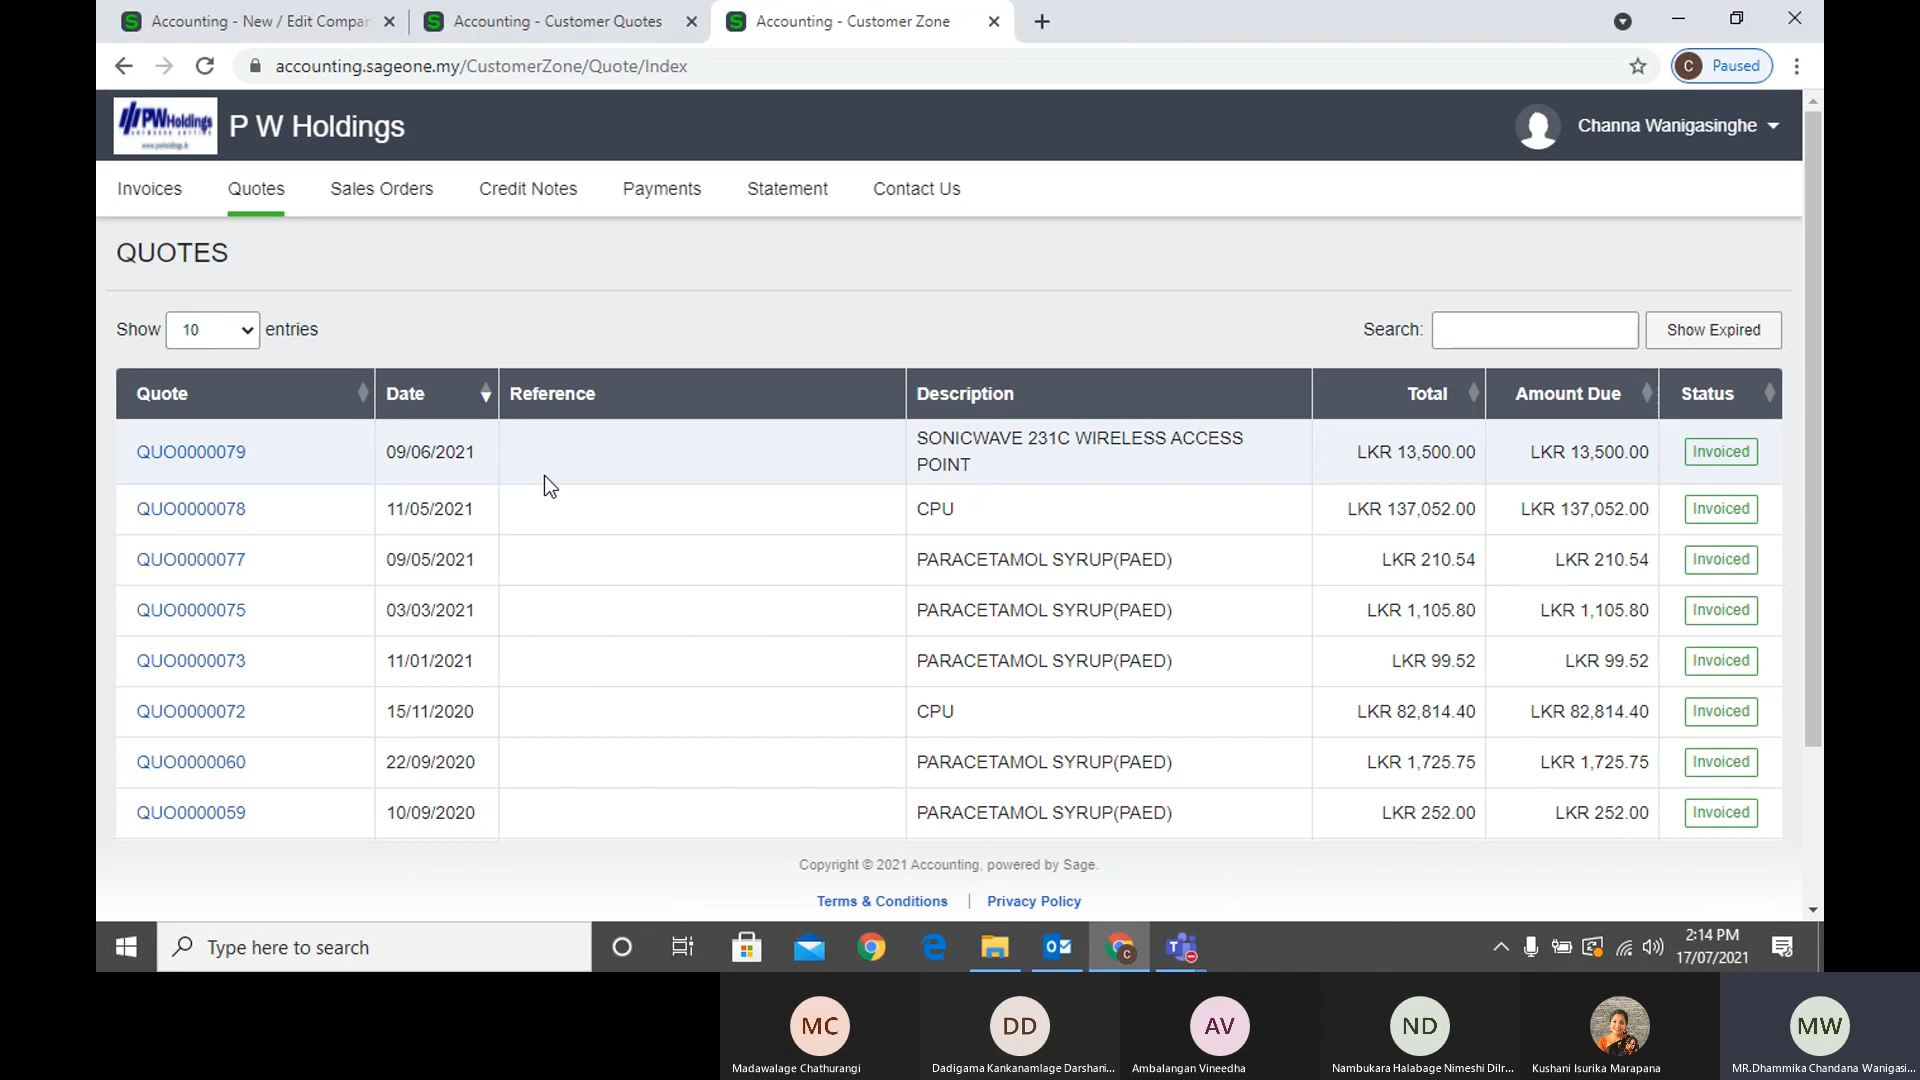 Accounting - New / Edit Compan
Accounting - Customer Quotes
Accounting - Customer Zone
accounting.sageone.my/CustomerZone/Quote/Index
C
Paused
PWHoldings
P W Holdings
Channa Wanigasinghe
Invoices
Quotes
Sales Orders
Credit Notes
Payments
Statement
Contact Us
QUOTES
Show 10 entries
Search:
Show Expired
Quote Date Reference Description Total Amount Due Status
QUO0000079 09/06/2021 SONICWAVE 231C WIRELESS ACCESS POINT LKR 13,500.00 LKR 13,500.00 Invoiced
QUO0000078 11/05/2021 CPU LKR 137,052.00 LKR 137,052.00 Invoiced
QUO0000077 09/05/2021 PARACETAMOL SYRUP(PAED) LKR 210.54 LKR 210.54 Invoiced
QUO0000075 03/03/2021 PARACETAMOL SYRUP(PAED) LKR 1,105.80 LKR 1,105.80 Invoiced
QUO0000073 11/01/2021 PARACETAMOL SYRUP(PAED) LKR 99.52 LKR 99.52 Invoiced
QUO0000072 15/11/2020 CPU LKR 82,814.40 LKR 82,814.40 Invoiced
QUO0000060 22/09/2020 PARACETAMOL SYRUP(PAED) LKR 1,725.75 LKR 1,725.75 Invoiced
QUO0000059 10/09/2020 PARACETAMOL SYRUP(PAED) LKR 252.00 LKR 252.00 Invoiced
Copyright © 2021 Accounting, powered by Sage.
Terms & Conditions | Privacy Policy
Type here to search
2:14 PM
17/07/2021
MC
DD
AV
ND
MW
Madawalage Chathurangi
Dadigama Kankanamlage Darshani...
Ambalangan Vineedha
Nambukara Halabage Nimeshi Dilr...
Kushani Isurika Marapana
MR.Dhammika Chandana Wanigasi...